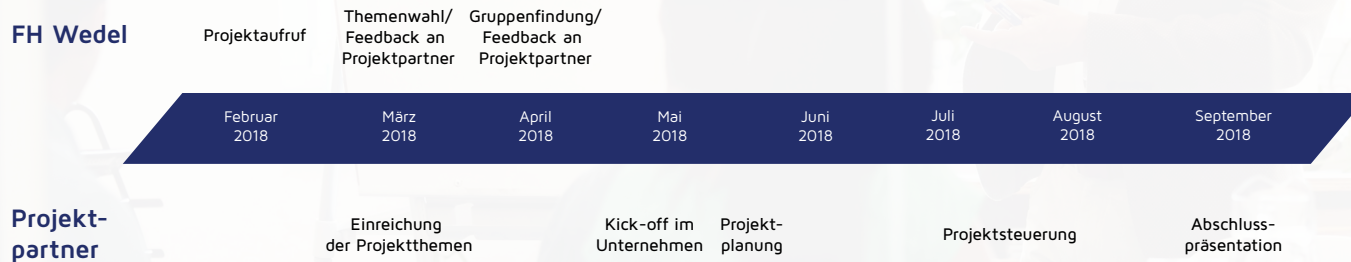 FH Wedel
Projektaufruf
Themenwahl/
Feedback an
Projektpartner
Gruppenfindung/
Feedback an
Projektpartner
Februar
2018
März
2018
April
2018
Mai
2018
Juni
2018
Juli
2018
August
2018
September
2018
Projekt-
partner
Einreichung
der Projektthemen
Kick-off im
Unternehmen
Projekt-
planung
Projektsteuerung
Abschluss-
präsentation